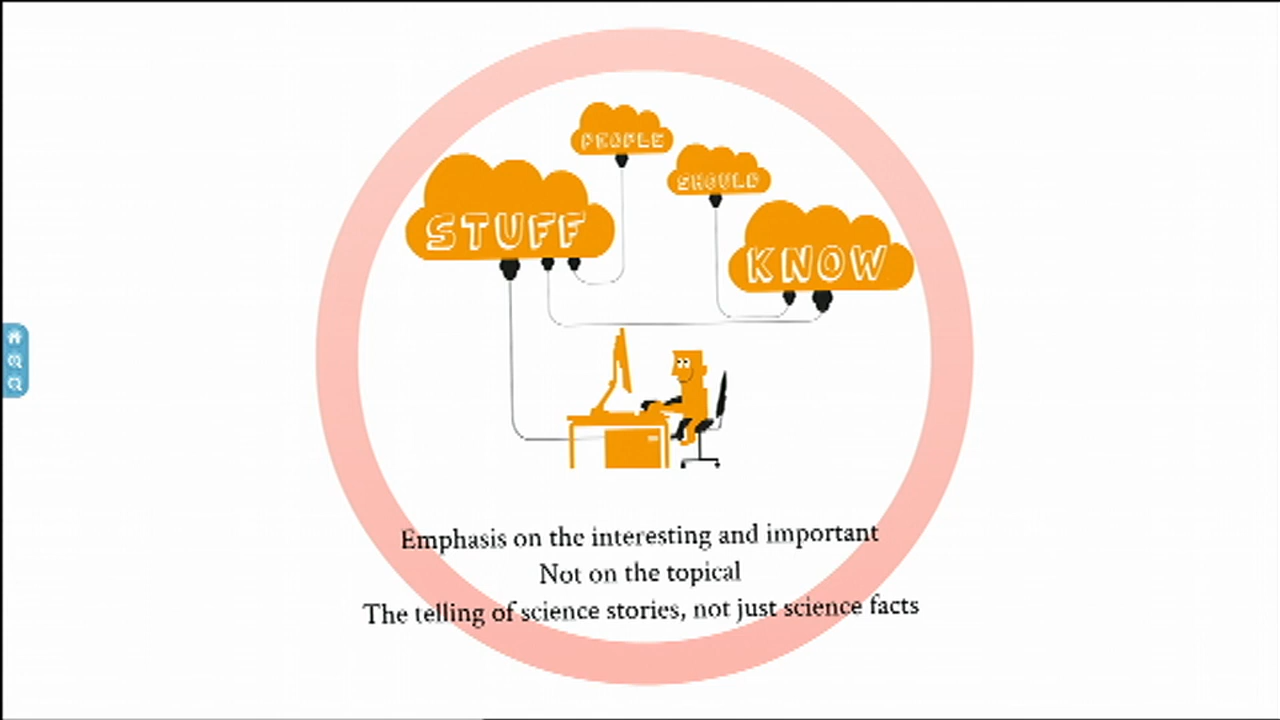 STUFF
PEOPLE
SHOULD
KNOW
Emphasis on the interesting and important
Not on the topical
The telling of science stories, not just science facts